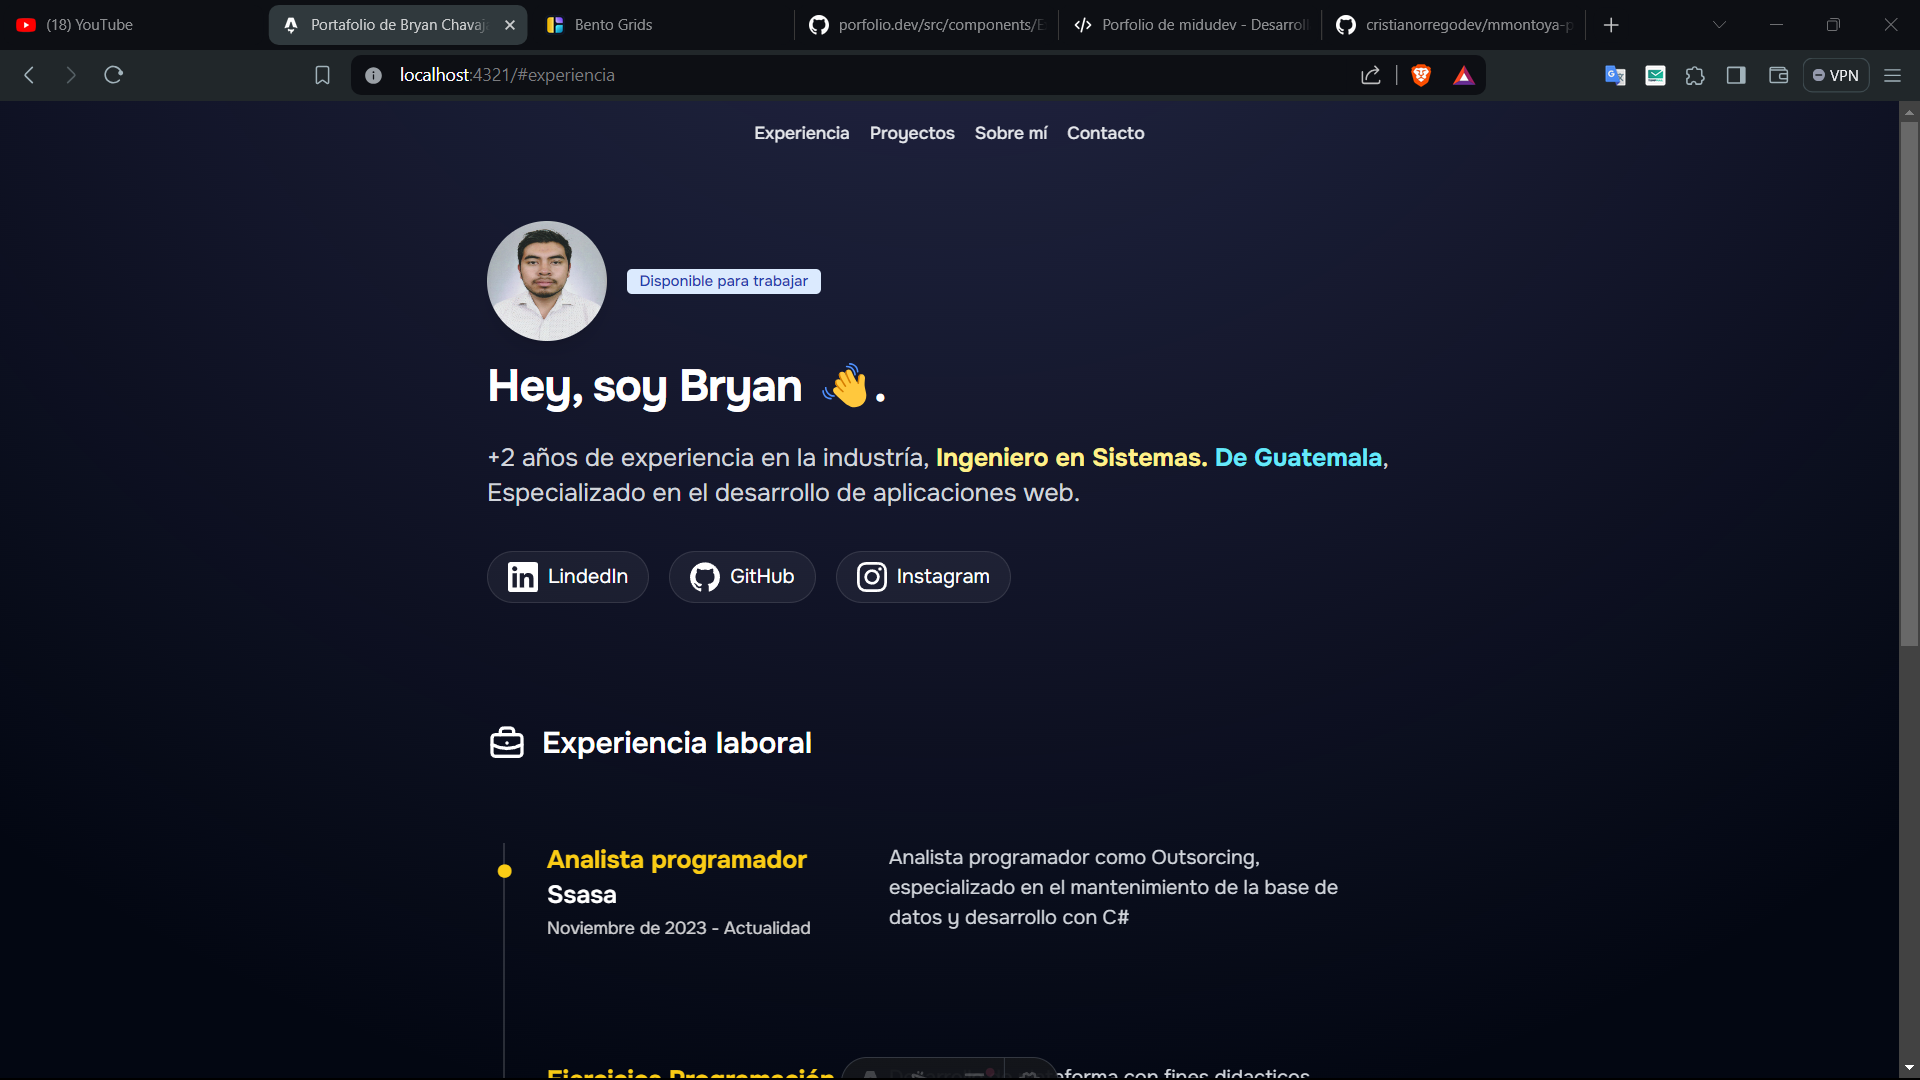 (18) YouTube
Portafolio de Bryan Chavaj
Bento Grids
porfolio.dev/src/components/E
Porfolio de midudev - Desarroll
cristianorregodev/mmontoya-p
localhost:4321/#experiencia
VPN
Experiencia Proyectos Sobre mí Contacto
Disponible para trabajar
Hey, soy Bryan 👋.
+2 años de experiencia en la industría, Ingeniero en Sistemas. De Guatemala,
Especializado en el desarrollo de aplicaciones web.
LindedIn
GitHub
Instagram
Experiencia laboral
Analista programador
Ssasa
Noviembre de 2023 - Actualidad
Analista programador como Outsorcing,
especializado en el mantenimiento de la base de
datos y desarrollo con C#
Ejercicios Programación
aforma con fines didacticos